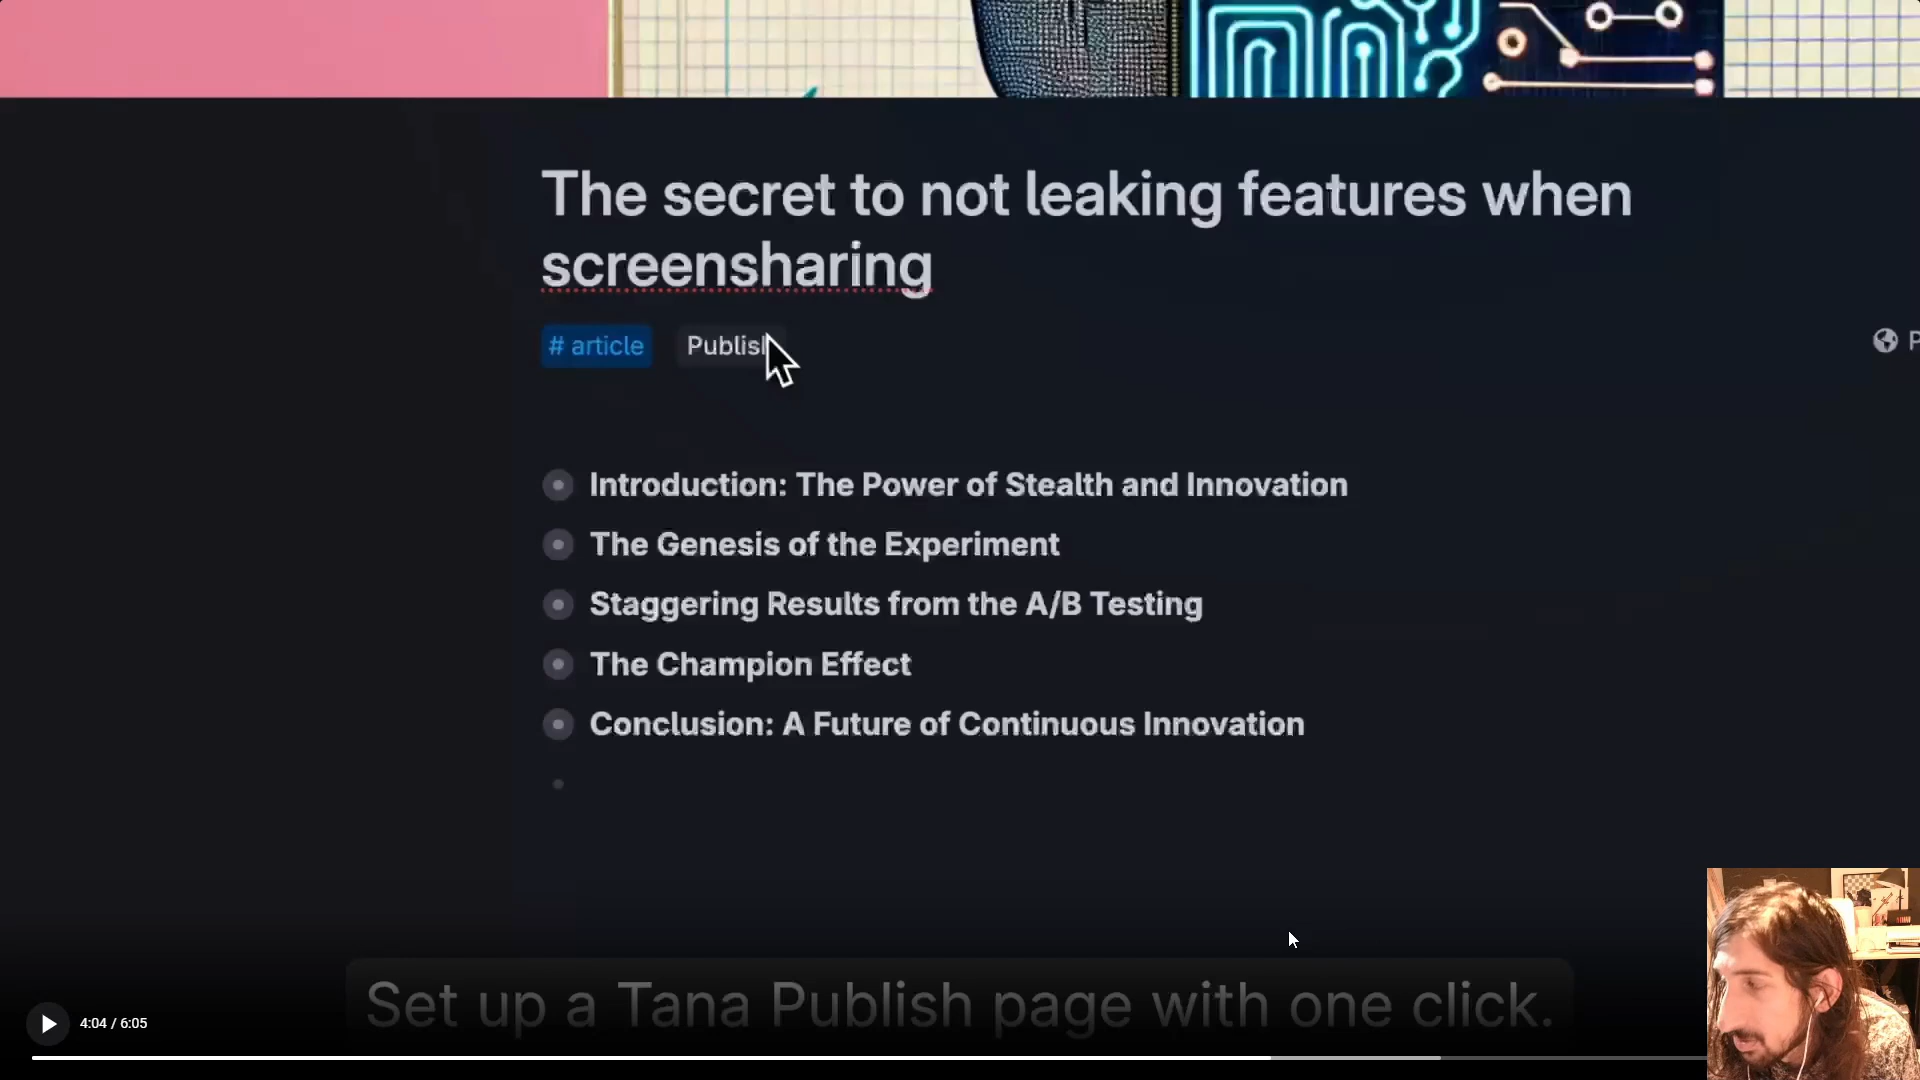 The secret to not leaking features when
screensharing
# article
Introduction: The Power of Stealth and Innovation
The Genesis of the Experiment
Staggering Results from the A/B Testing
The Champion Effect
Conclusion: A Future of Continuous Innovation
Set up a Tana Publish page with one click.
4:04 / 6:05